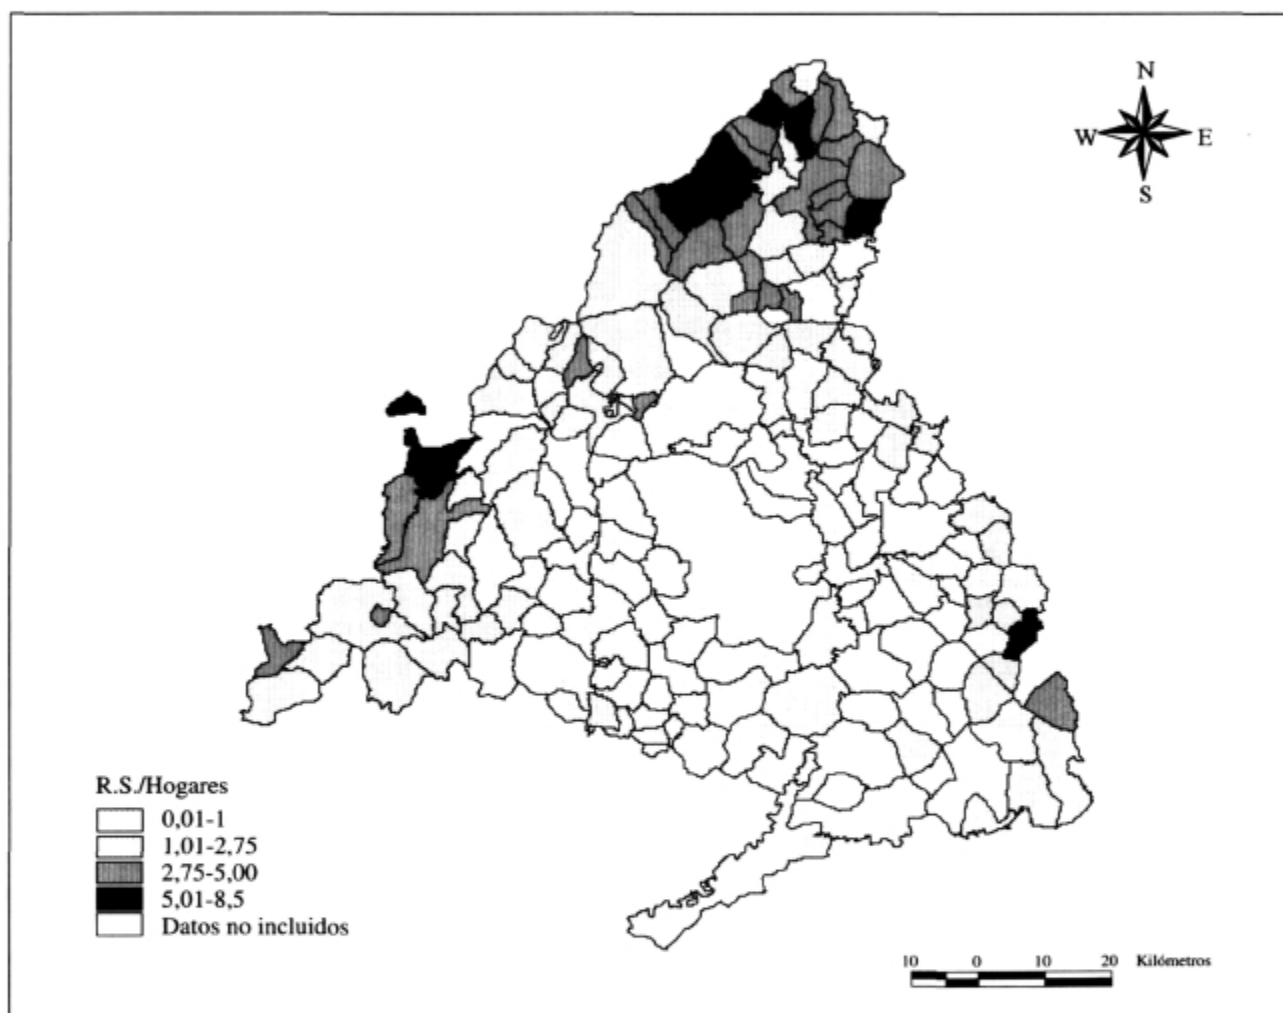 N
W E
S
R.S./Hogares
0,01-1
1,01-2,75
2,75-5,00
5,01-8,5
Datos no incluidos
10 0 10 20 Kilómetros